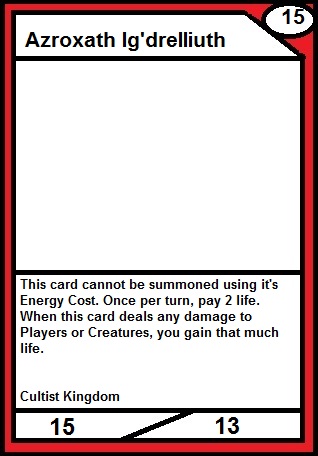 15
Azroxath Ig'drelliuth
This card cannot be summoned using it's
Energy Cost. Once per turn, pay 2 life.
When this card deals any damage to
Players or Creatures, you gain that much
life.
Cultist Kingdom
15
13